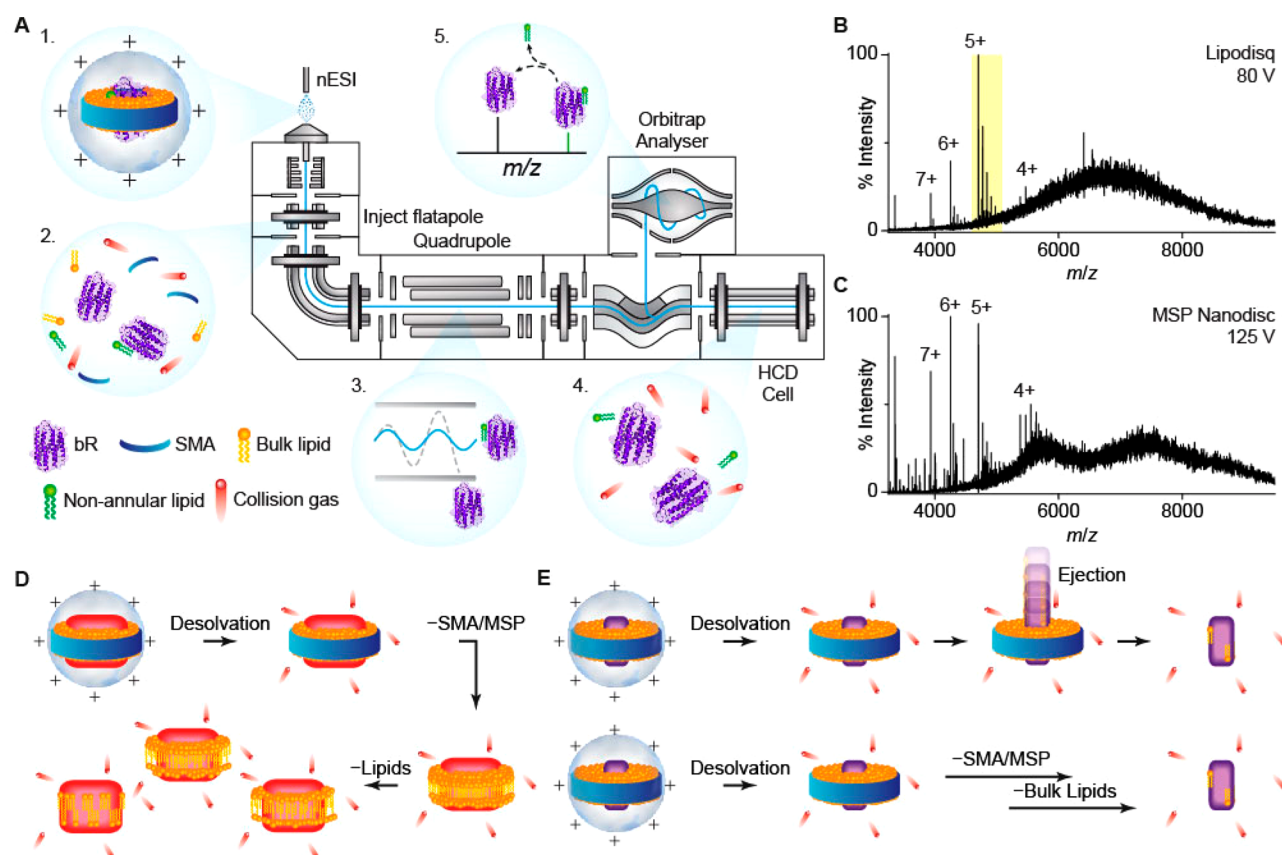 A
1.
nESI
5.
m/z
Orbitrap
Analyser
Inject flatapole
Quadrupole
2.
3.
4.
HCD
Cell
bR
SMA
Bulk lipid
Non-annular lipid
Collision gas
B
Lipodisq
80 V
100
% Intensity
0
7+
6+
5+
4+
4000
6000
8000
m/z
C
MSP Nanodisc
125 V
100
% Intensity
0
7+
6+
5+
4+
4000
6000
8000
m/z
D
Desolvation
−SMA/MSP
−Lipids
E
Desolvation
Ejection
Desolvation
−SMA/MSP
−Bulk Lipids